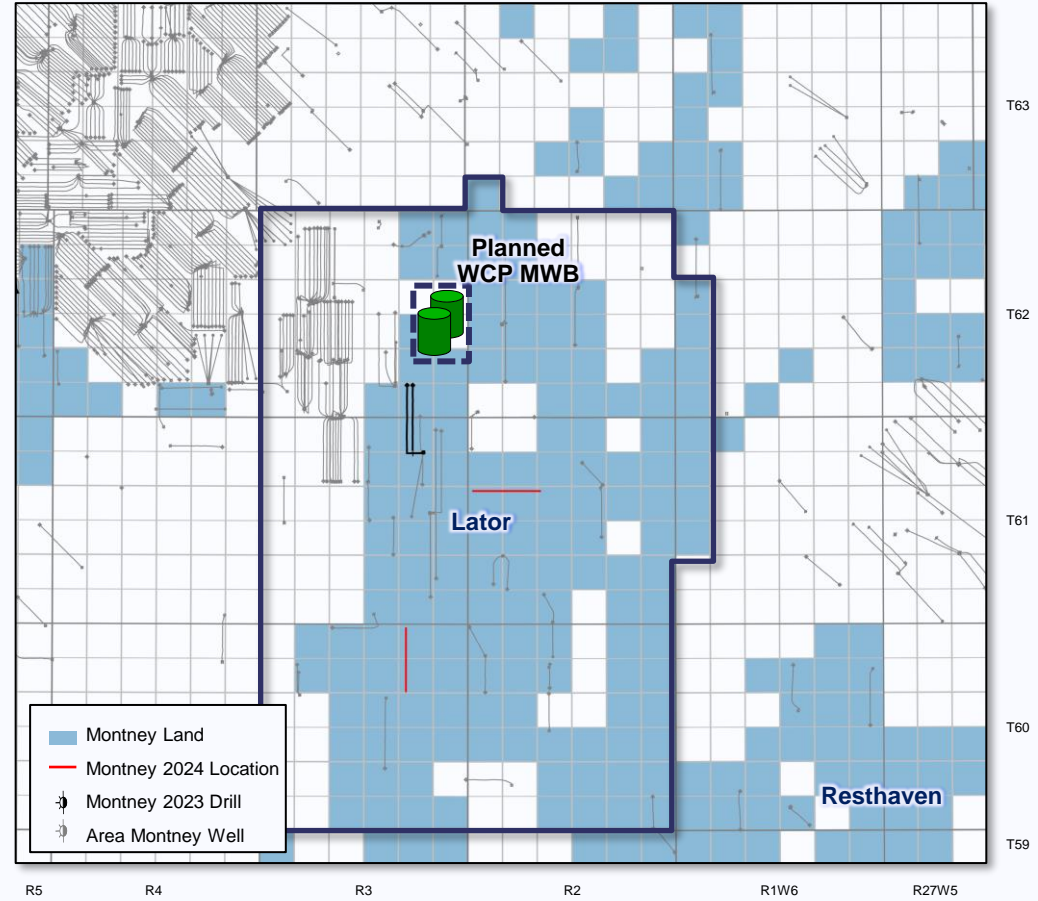 T63
Planned
WCP MWB
T62
Lator
T61
Montney Land
Montney 2024 Location
Montney 2023 Drill
Area Montney Well
T60
Resthaven
T59
R5 R4 R3 R2 R1W6 R27W5